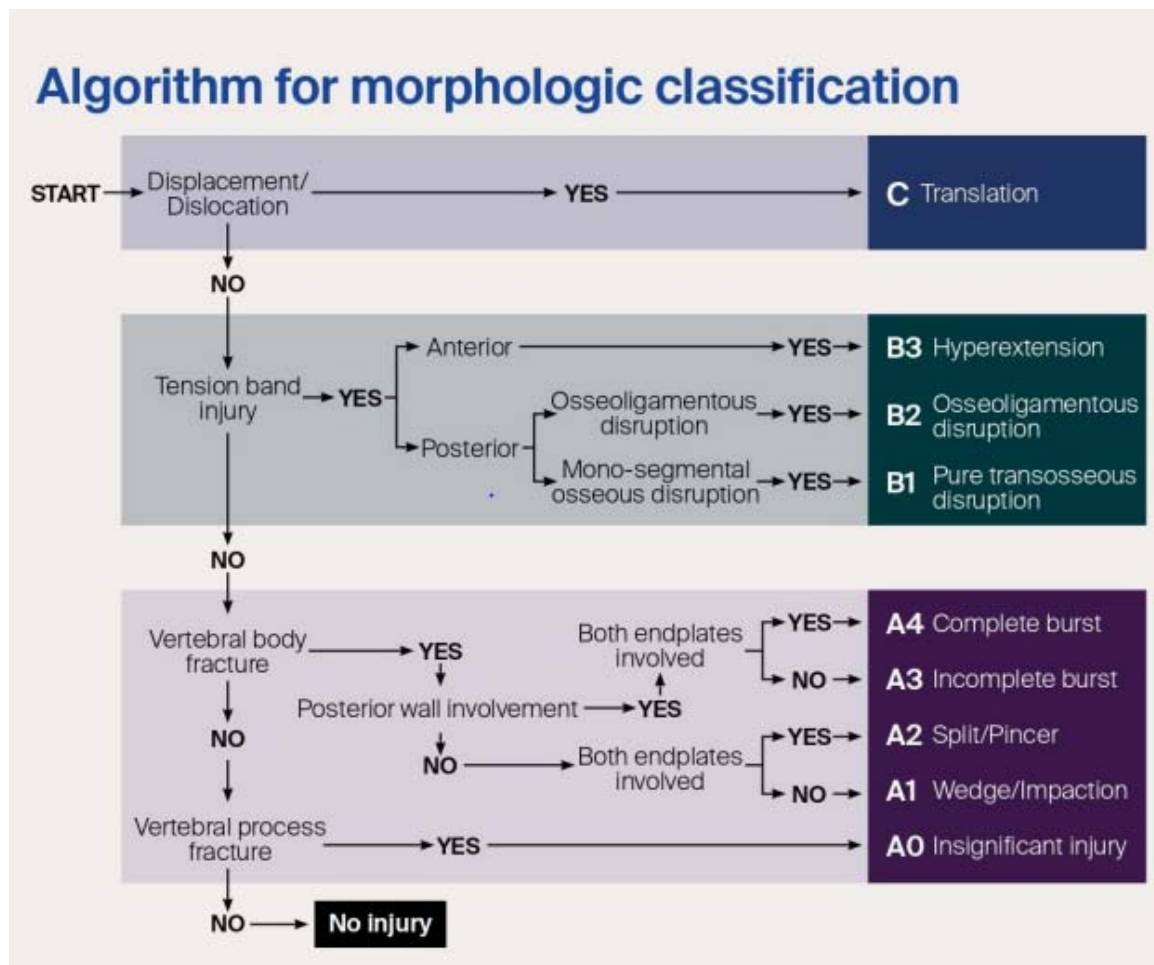 Algorithm for morphologic classification
START
Displacement/
Dislocation
YES
C Translation
NO
Tension band
injury
YES
Anterior
YES
B3 Hyperextension
Posterior
Osseoligamentous
disruption
YES
B2 Osseoligamentous
disruption
Mono-segmental
osseous disruption
YES
B1 Pure transosseous
disruption
NO
Vertebral body
fracture
YES
Posterior wall involvement
YES
Both endplates
involved
YES
A4 Complete burst
NO
A3 Incomplete burst
NO
Both endplates
involved
YES
A2 Split/Pincer
NO
A1 Wedge/Impaction
NO
Vertebral process
fracture
YES
A0 Insignificant injury
NO
No injury